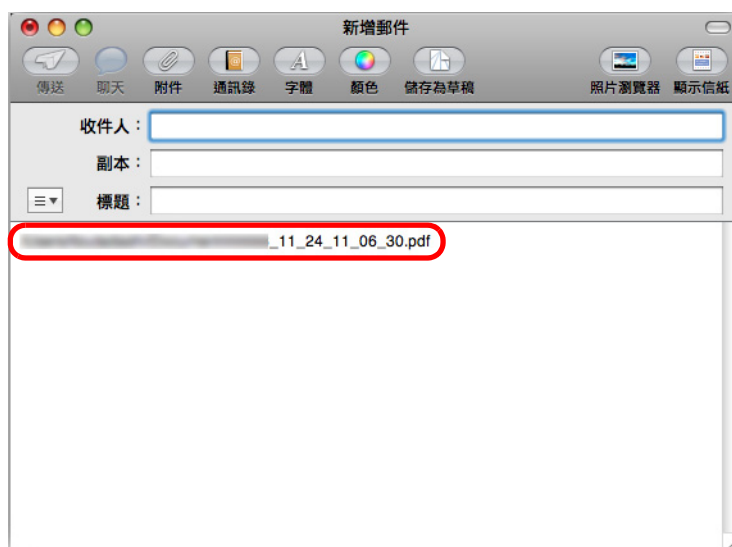 新增郵件
傳送 聊天 附件 通訊錄 字體 顏色 儲存為草稿 照片瀏覽器 顯示信紙
收件人：
副本：
標題：
_11_24_11_06_30.pdf